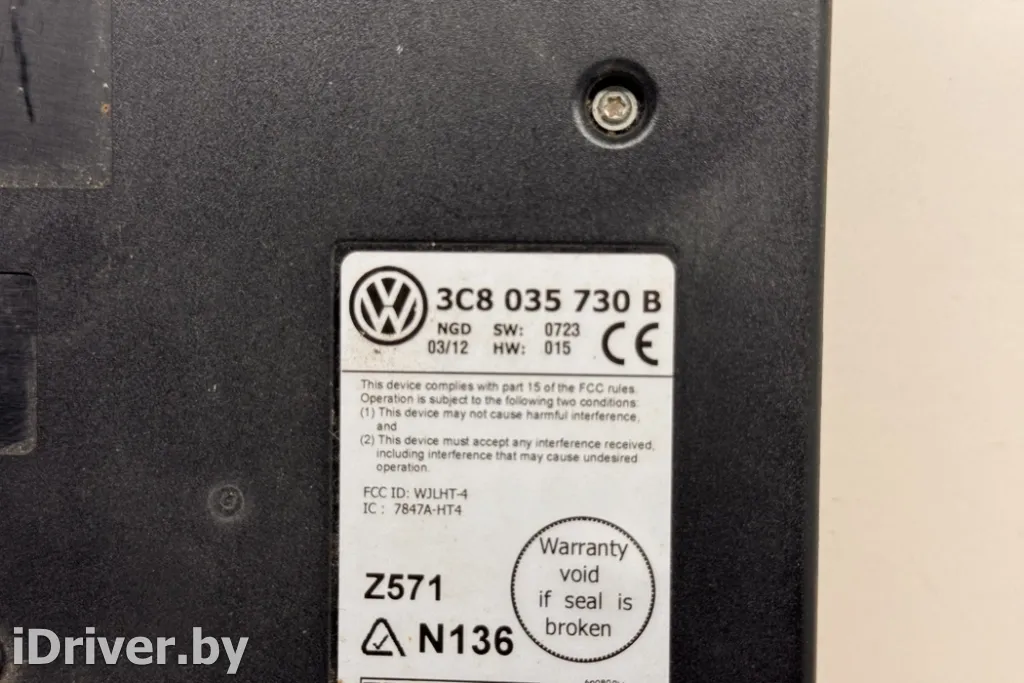 3C8 035 730 B
NGD SW: 0723
03/12 HW: 015
CE
This device complies with part 15 of the FCC rules.
Operation is subject to the following two conditions:
(1) This device may not cause harmful interference,
and
(2) This device must accept any interference received,
including interference that may cause undesired
operation.
FCC ID: WJLHT-4
IC : 7847A-HT4
Warranty
void
if seal is
broken
Z571
N136
iDriver.by